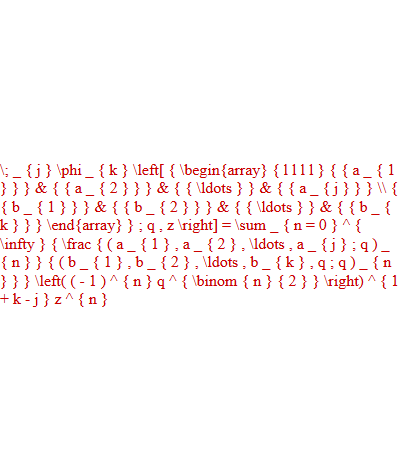 \; _ { j } \phi _ { k } \left[ { \begin{array} {1111} { { a _ { 1
} } } & { { a _ { 2 } } } & { { \ldots } } & { { a _ { j } } } \\ {
{ b _ { 1 } } } & { { b _ { 2 } } } & { { \ldots } } & { { b _ {
k } } } \end{array} } ; q , z \right] = \sum _ { n = 0 } ^ {
\infty } { \frac { ( a _ { 1 } , a _ { 2 } , \ldots , a _ { j } ; q ) _
{ n } } { ( b _ { 1 } , b _ { 2 } , \ldots , b _ { k } , q ; q ) _ { n
} } } \left( ( - 1 ) ^ { n } q ^ { \binom { n } { 2 } } \right) ^ { 1
+ k - j } z ^ { n }